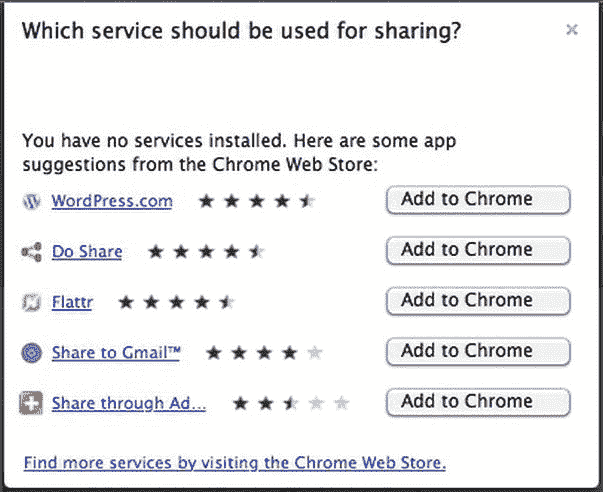 Which service should be used for sharing?
You have no services installed. Here are some app
suggestions from the Chrome Web Store:
WordPress.com Add to Chrome
Do Share Add to Chrome
Flattr Add to Chrome
Share to Gmail™ Add to Chrome
Share through Ad... Add to Chrome
Find more services by visiting the Chrome Web Store.